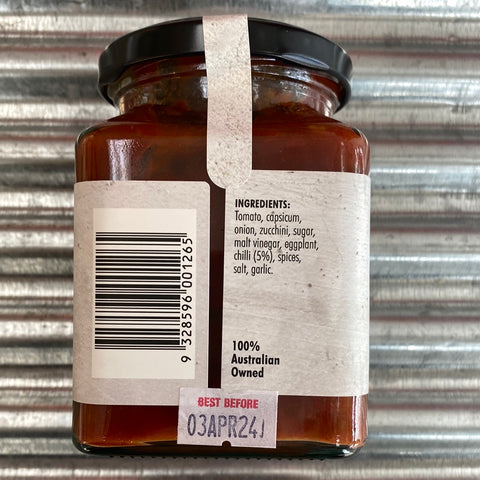 INGREDIENTS:
Tomato, capsicum,
onion, zucchini, sugar,
malt vinegar, eggplant,
chilli (5%), spices,
salt, garlic.
9 328596 001265
100%
Australian
Owned
BEST BEFORE
03APR24